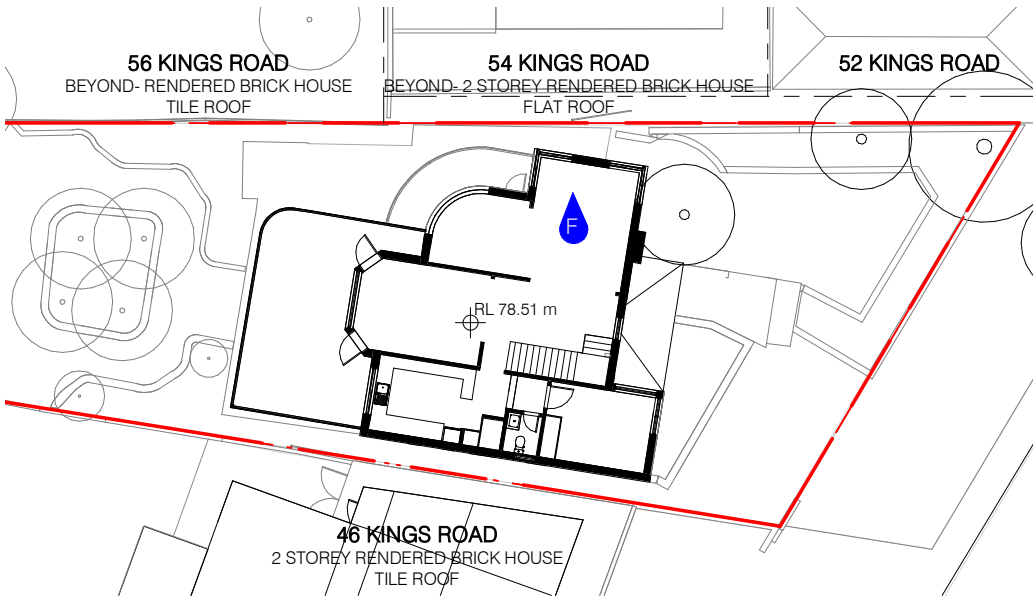 56 KINGS ROAD
BEYOND- RENDERED BRICK HOUSE
TILE ROOF
54 KINGS ROAD
BEYOND- 2 STOREY RENDERED BRICK HOUSE
FLAT ROOF
52 KINGS ROAD
F
RL 78.51 m
46 KINGS ROAD
2 STOREY RENDERED BRICK HOUSE
TILE ROOF